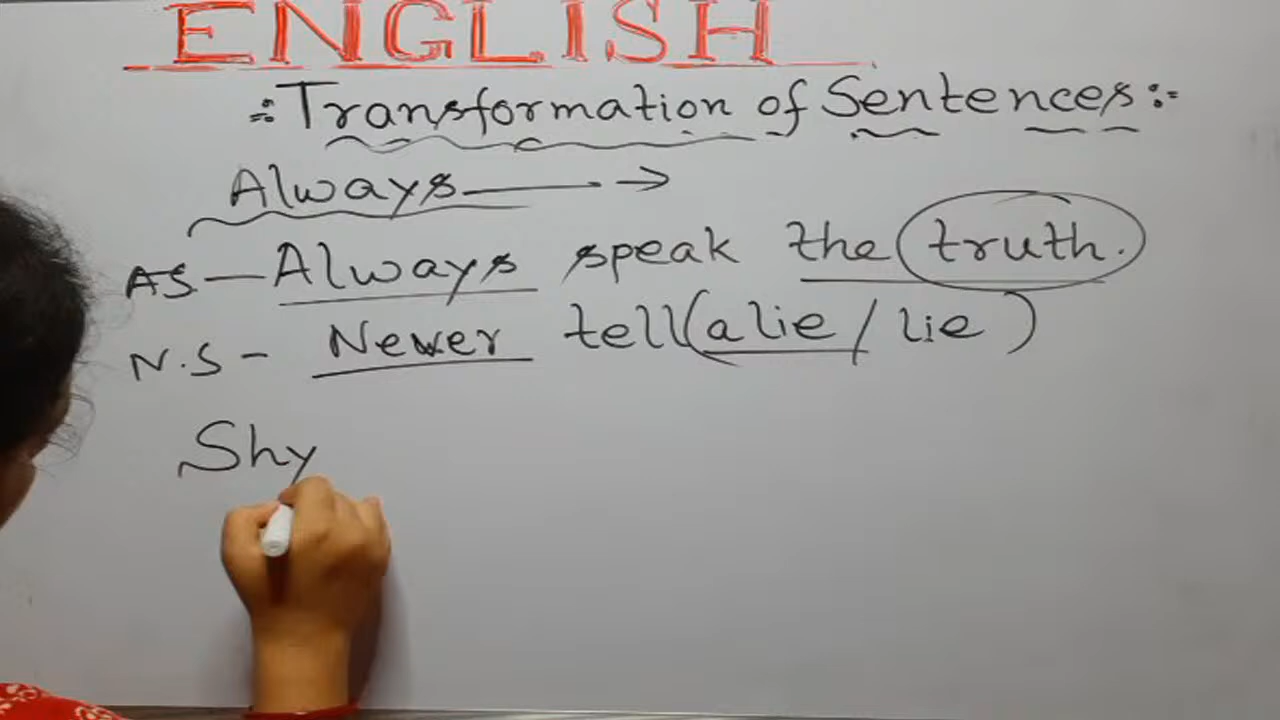 ENGLISH
:Transformation of Sentences:-
Always →
AS - Always speak the truth.
N.S - Never tell (a lie / lie)
Shy